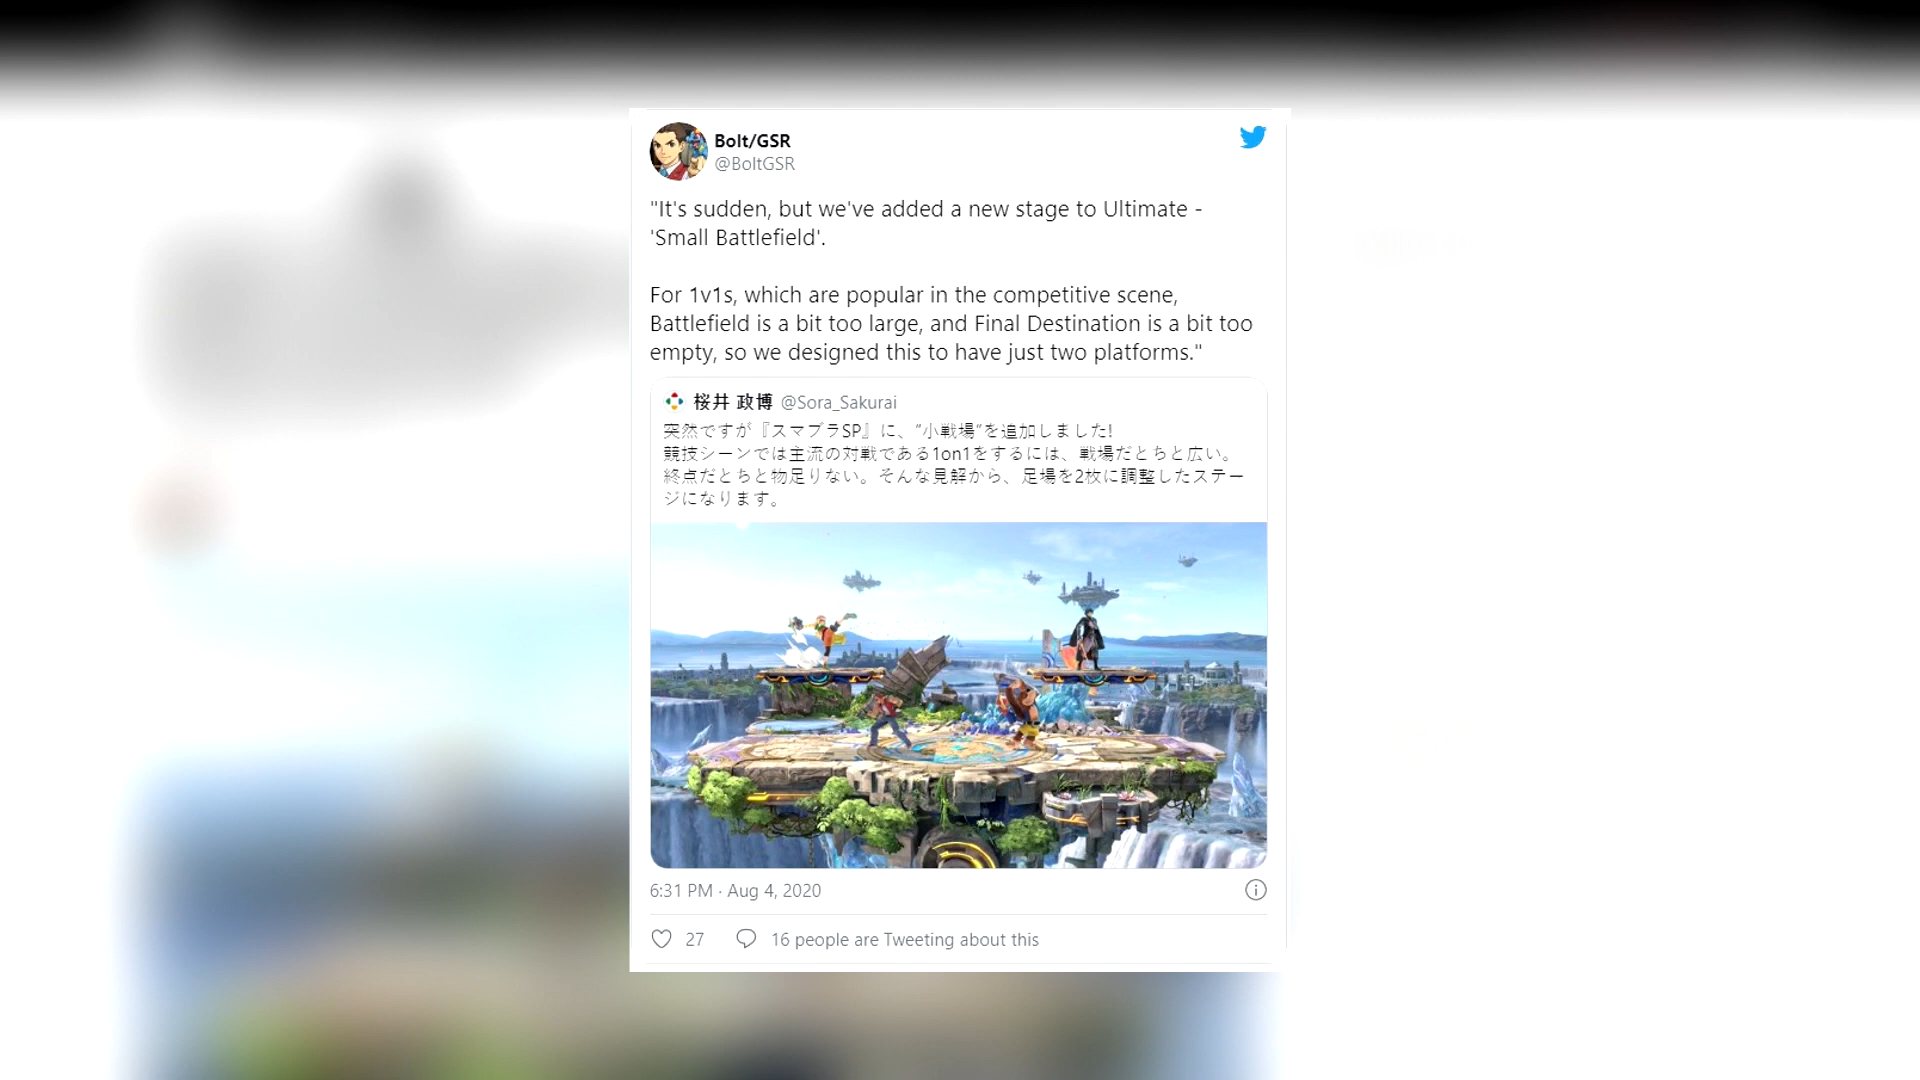 Bolt/GSR
@BoltGSR
"It's sudden, but we've added a new stage to Ultimate -
'Small Battlefield'.
For 1v1s, which are popular in the competitive scene,
Battlefield is a bit too large, and Final Destination is a bit too
empty, so we designed this to have just two platforms."
桜井 政博 @Sora_Sakurai
突然ですが『スマブラSP』に、“小戦場”を追加しました!
競技シーンでは主流の対戦である1on1をするには、戦場だとちと広い。
終点だとちと物足りない。そんな見解から、足場を2枚に調整したステー
ジになります。
6:31 PM · Aug 4, 2020
27
16 people are Tweeting about this